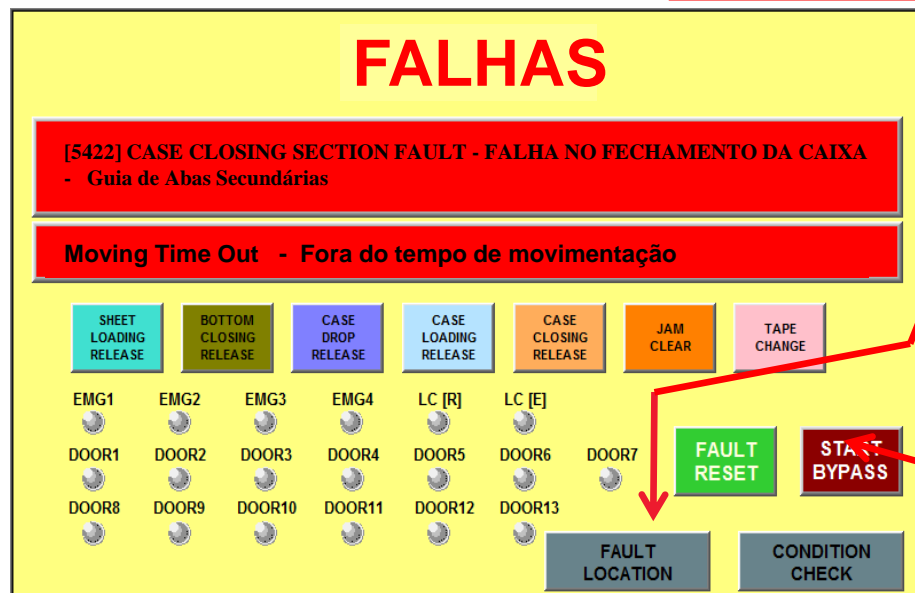 FALHAS
[5422] CASE CLOSING SECTION FAULT - FALHA NO FECHAMENTO DA CAIXA
- Guia de Abas Secundárias
Moving Time Out - Fora do tempo de movimentação
SHEET LOADING RELEASE
BOTTOM CLOSING RELEASE
CASE DROP RELEASE
CASE LOADING RELEASE
CASE CLOSING RELEASE
JAM CLEAR
TAPE CHANGE
EMG1 EMG2 EMG3 EMG4 LC [R] LC [E]
DOOR1 DOOR2 DOOR3 DOOR4 DOOR5 DOOR6 DOOR7
FAULT RESET
START BYPASS
DOOR8 DOOR9 DOOR10 DOOR11 DOOR12 DOOR13
FAULT LOCATION
CONDITION CHECK